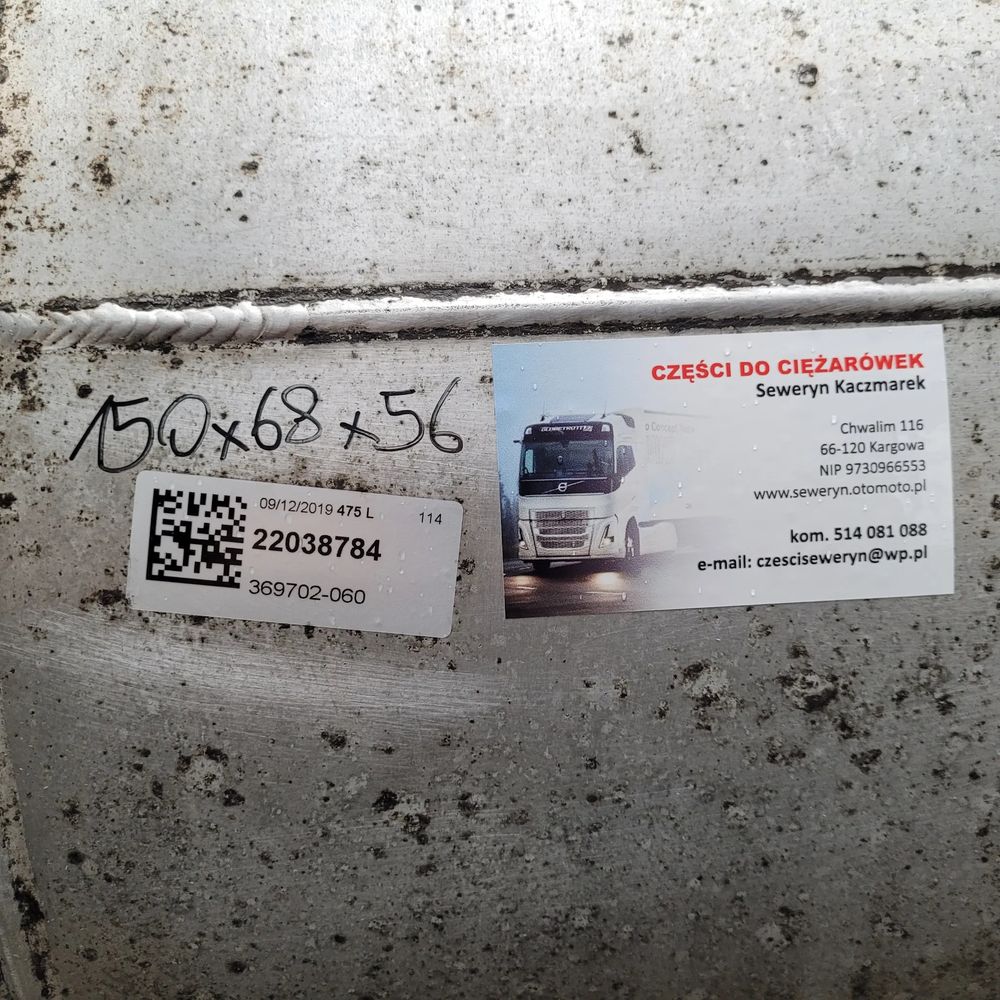 150x68x56
09/12/2019 475 L 114
22038784
369702-060
CZĘŚCI DO CIĘŻARÓWEK
Seweryn Kaczmarek
Chwalim 116
66-120 Kargowa
NIP 9730966553
www.seweryn.otomoto.pl
kom. 514 081 088
e-mail: czesciseweryn@wp.pl
GLOBETROTTER